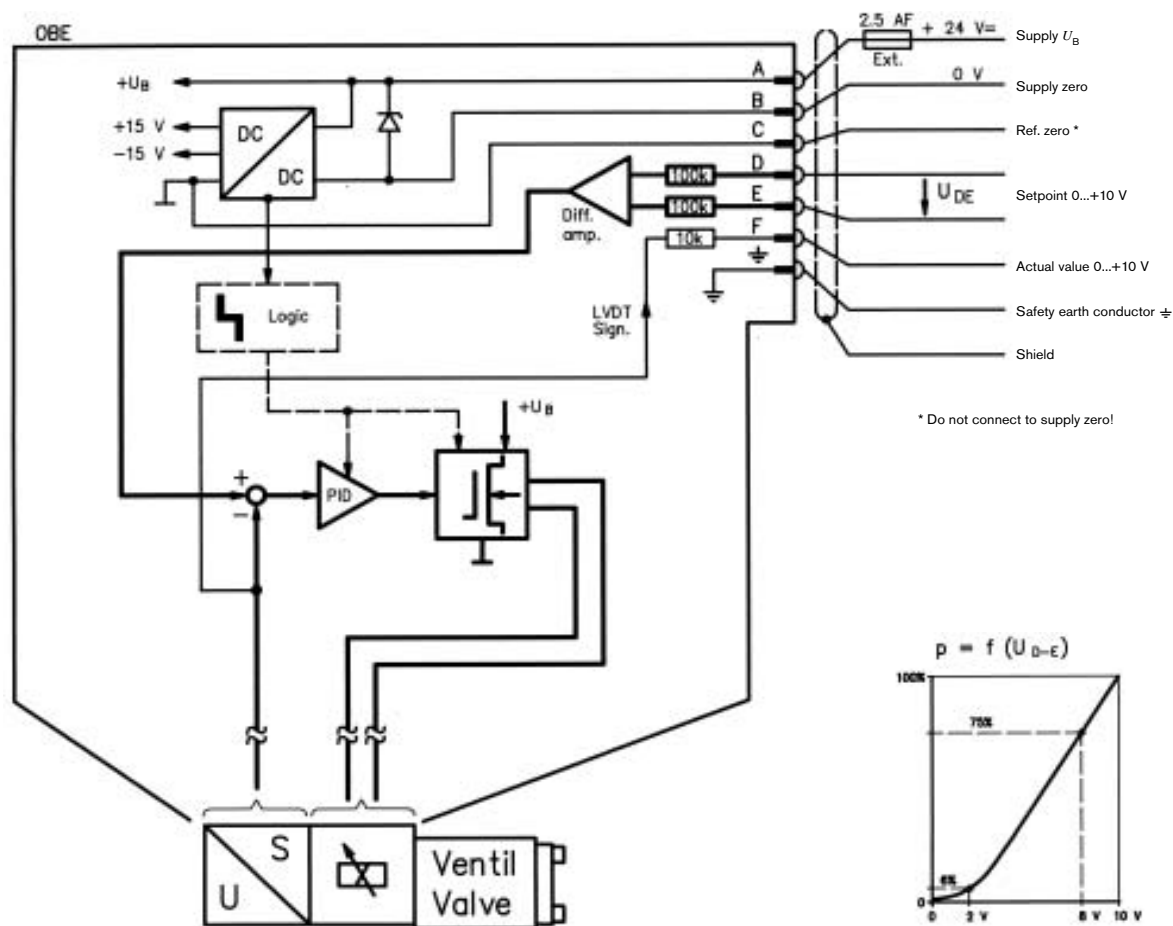 OBE
2.5 AF
+ 24 V=
Supply U_B
Ext.
+U_B
A
0 V
Supply zero
B
+15 V
DC
C
Ref. zero *
-15 V
DC
100k
D
U_DE
Setpoint 0...+10 V
100k
E
Diff.
amp.
10k
F
Actual value 0...+10 V
Logic
LVDT
Sign.
Safety earth conductor ⏚
Shield
+U_B
* Do not connect to supply zero!
+
PID
-
p = f (U_D-E)
100%
75%
6%
0
0
2 V
8 V
10 V
S
U
Ventil
Valve